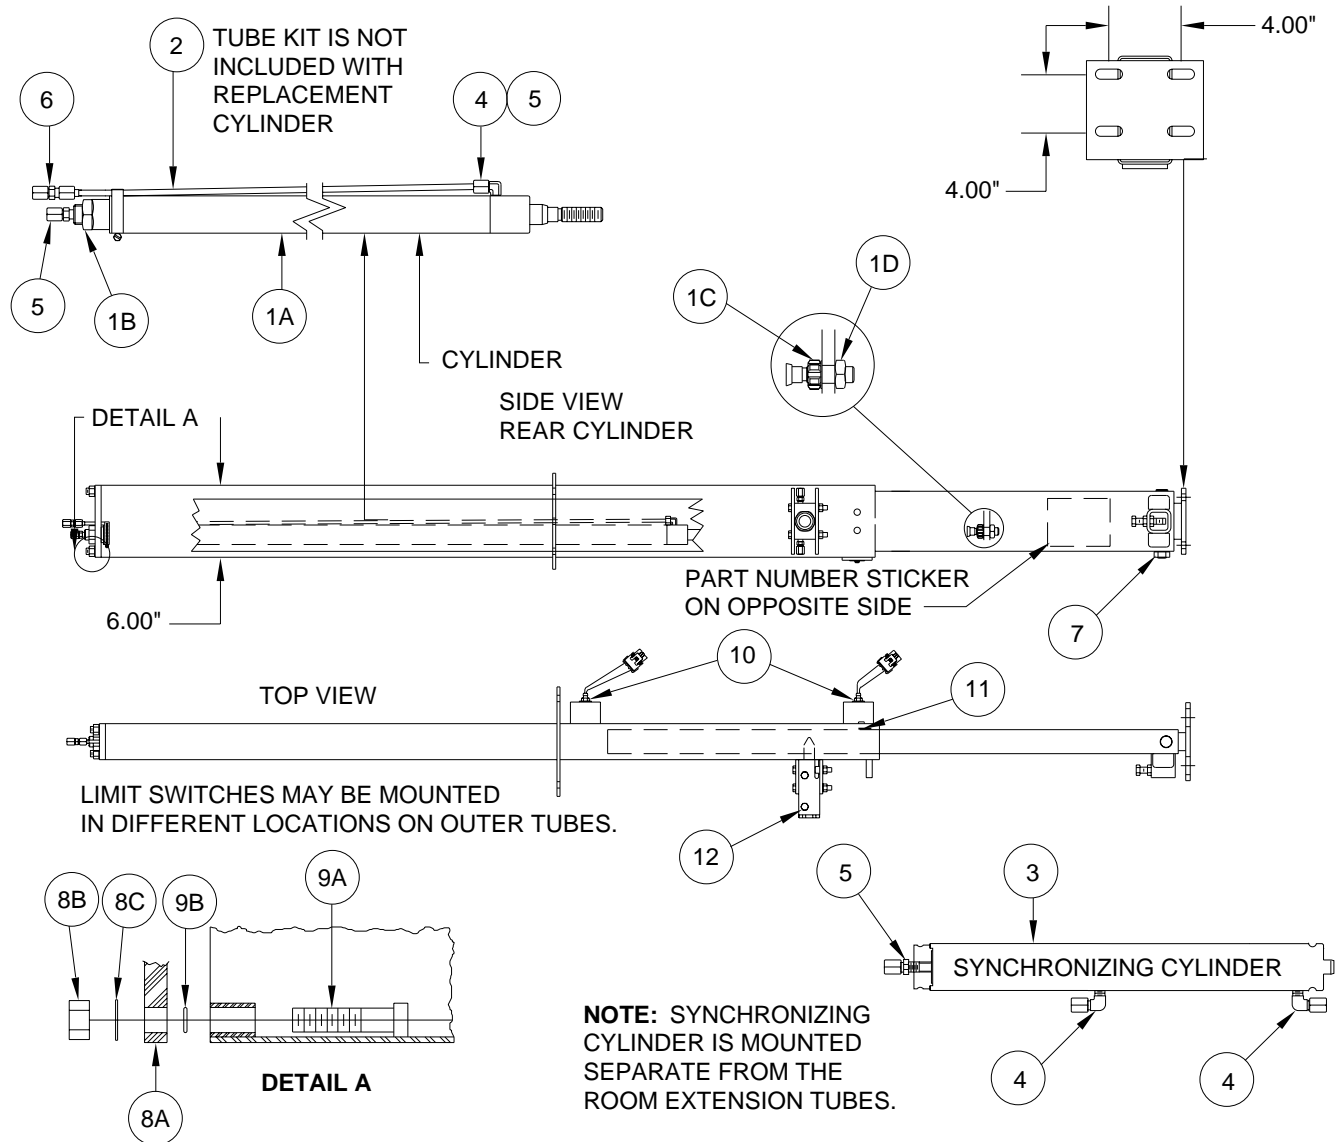 2
TUBE KIT IS NOT
INCLUDED WITH
REPLACEMENT
CYLINDER
6
4
5
4.00"
4.00"
5
1B
1A
1C
1D
CYLINDER
DETAIL A
SIDE VIEW
REAR CYLINDER
6.00"
PART NUMBER STICKER
ON OPPOSITE SIDE
7
TOP VIEW
10
11
LIMIT SWITCHES MAY BE MOUNTED
IN DIFFERENT LOCATIONS ON OUTER TUBES.
12
5
3
8B
8C
9B
9A
SYNCHRONIZING CYLINDER
8A
DETAIL A
NOTE: SYNCHRONIZING
CYLINDER IS MOUNTED
SEPARATE FROM THE
ROOM EXTENSION TUBES.
4
4